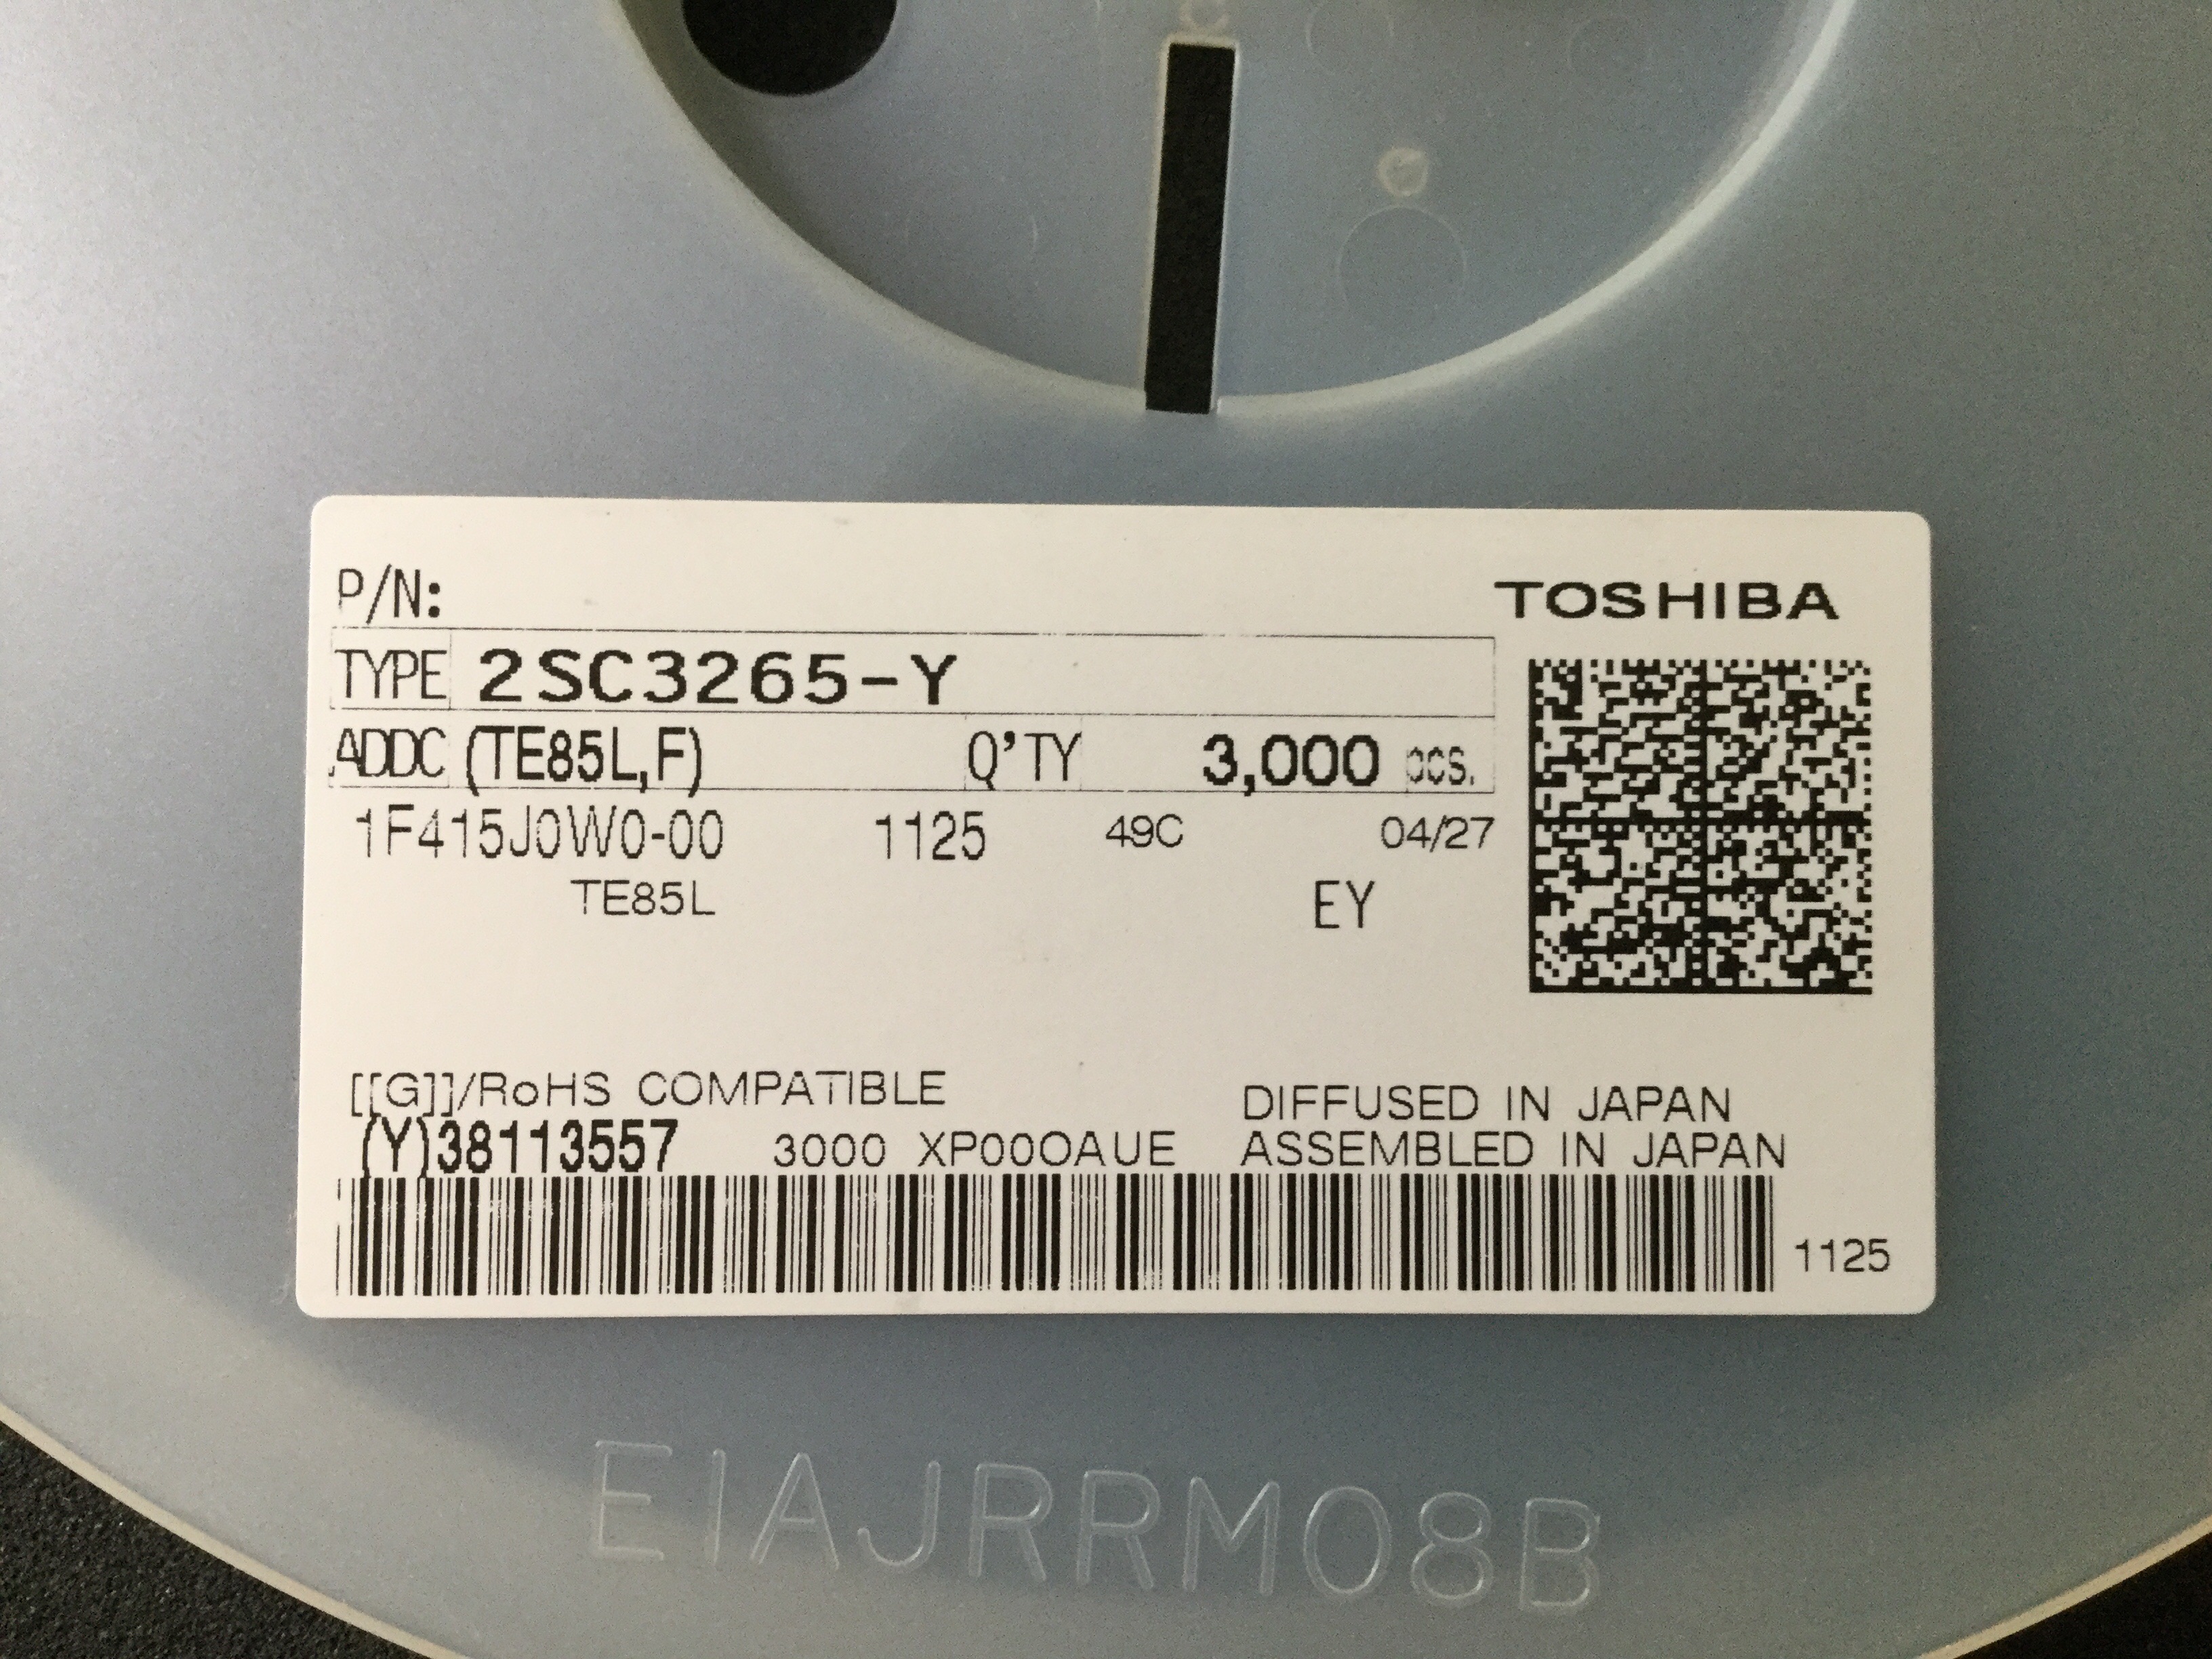 P/N:
TOSHIBA
TYPE 2SC3265-Y
ADDC (TE85L,F) Q'TY 3,000 pcs.
1F415J0W0-00 1125 49C 04/27
TE85L EY
[[G]]/RoHS COMPATIBLE
DIFFUSED IN JAPAN
(Y)38113557 3000 XP00OAUE ASSEMBLED IN JAPAN
1125
EIAJRRM08B